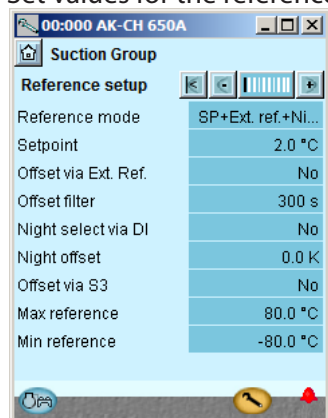 Set values for the reference
00:000 AK-CH 650A
Suction Group
Reference setup
Reference mode SP+Ext. ref.+Ni...
Setpoint 2.0 °C
Offset via Ext. Ref. No
Offset filter 300 s
Night select via DI No
Night offset 0.0 K
Offset via S3 No
Max reference 80.0 °C
Min reference -80.0 °C